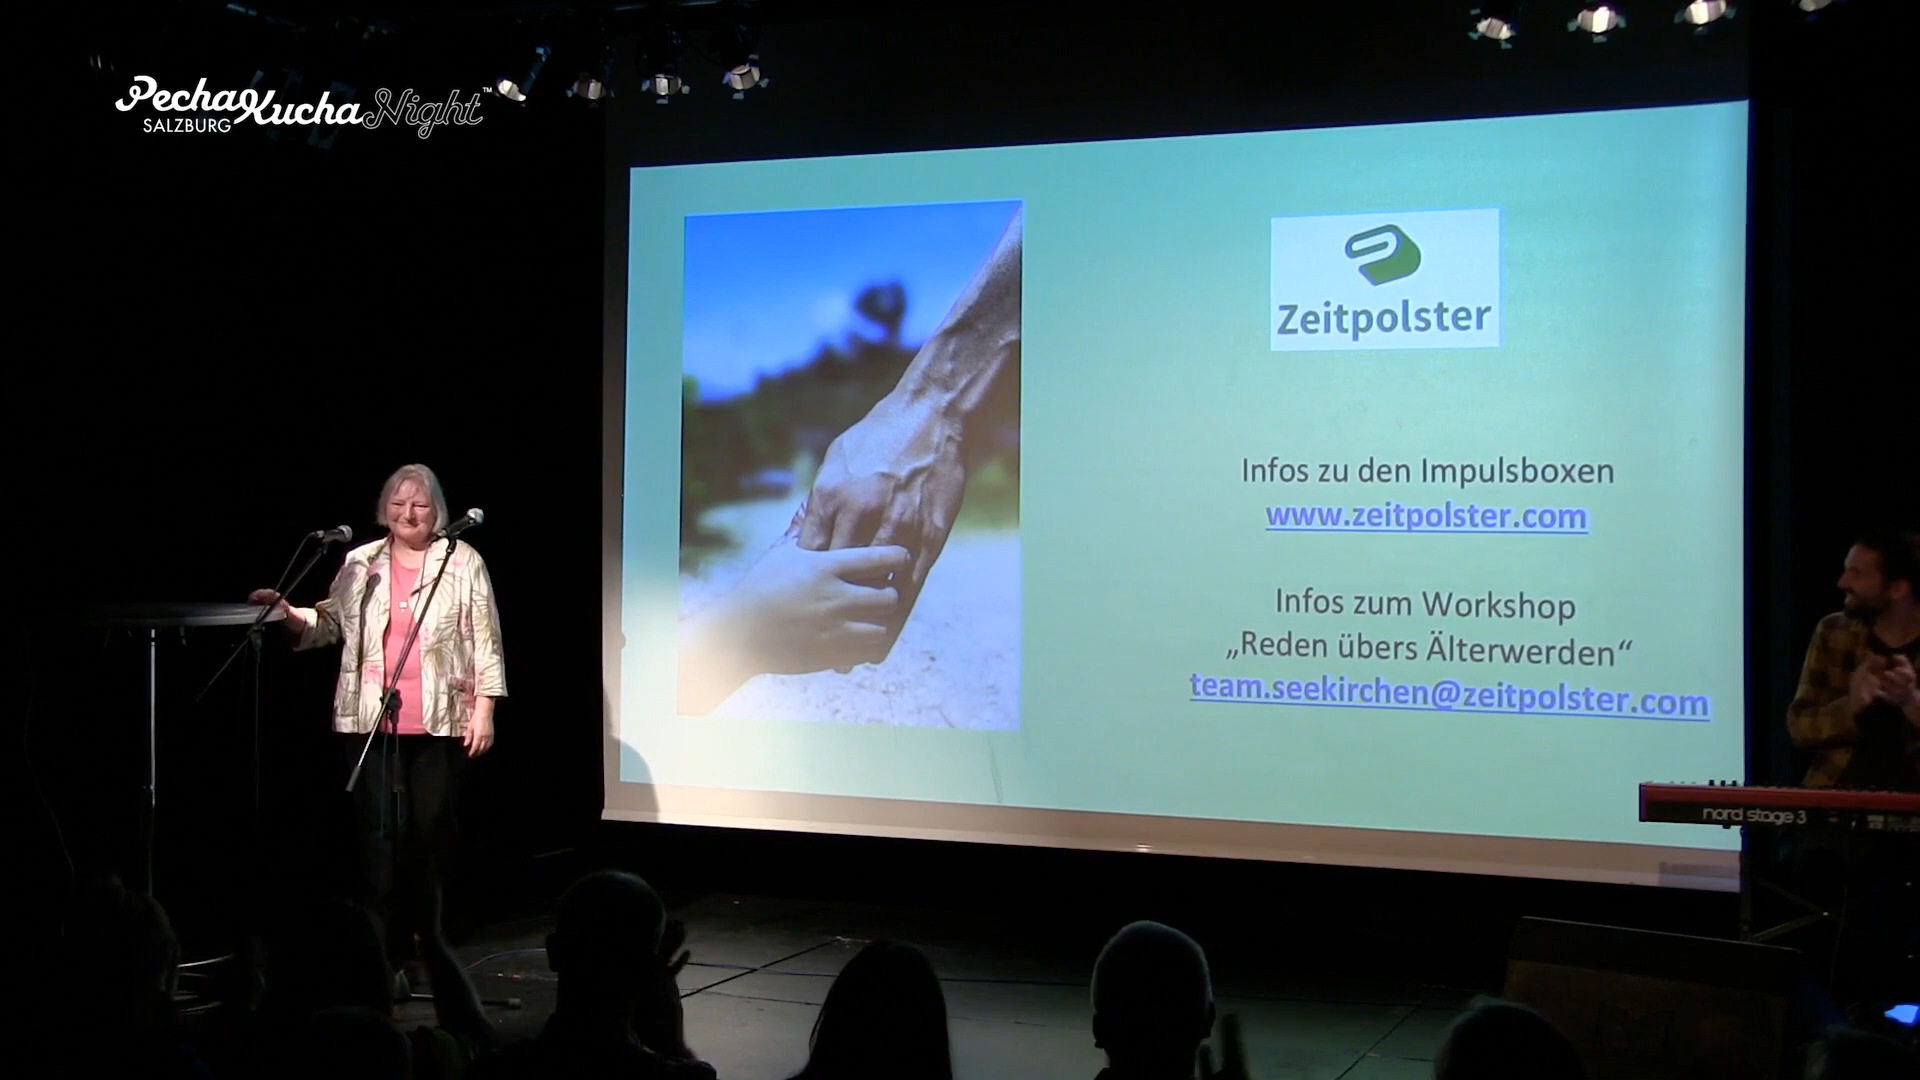 PechaKucha Night™
SALZBURG
Zeitpolster
Infos zu den Impulsboxen
www.zeitpolster.com
Infos zum Workshop
„Reden übers Älterwerden“
team.seekirchen@zeitpolster.com
nord stage 3